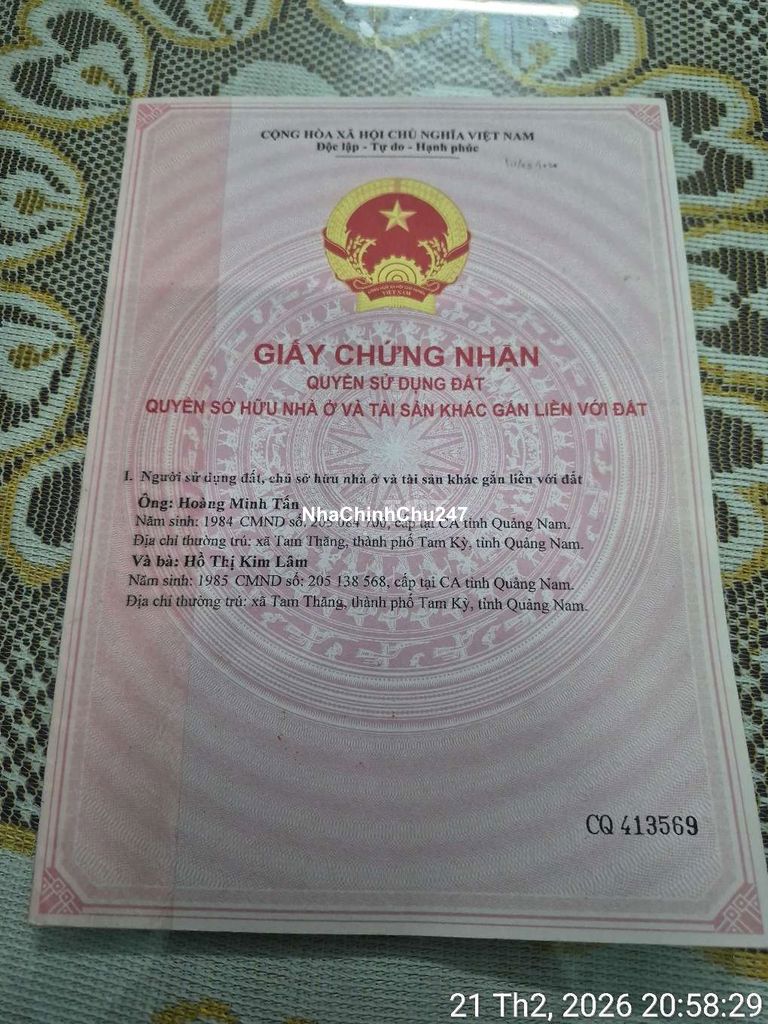 CỘNG HÒA XÃ HỘI CHỦ NGHĨA VIỆT NAM
Độc lập - Tự do - Hạnh phúc
VIỆT NAM
GIẤY CHỨNG NHẬN
QUYỀN SỬ DỤNG ĐẤT
QUYỀN SỞ HỮU NHÀ Ở VÀ TÀI SẢN KHÁC GẮN LIỀN VỚI ĐẤT
I. Người sử dụng đất, chủ sở hữu nhà ở và tài sản khác gắn liền với đất
Ông: Hoàng Minh Tấn
NhaChinhChu247
Năm sinh: 1984 CMND số: cấp tại CA tỉnh Quảng Nam.
Địa chỉ thường trú: xã Tam Thăng, thành phố Tam Kỳ, tỉnh Quảng Nam.
Và bà: Hồ Thị Kim Lâm
Năm sinh: 1985 CMND số: 205 138 568, cấp tại CA tỉnh Quảng Nam.
Địa chỉ thường trú: xã Tam Thăng, thành phố Tam Kỳ, tỉnh Quảng Nam.
CQ 413569
21 Th2, 2026 20:58:29